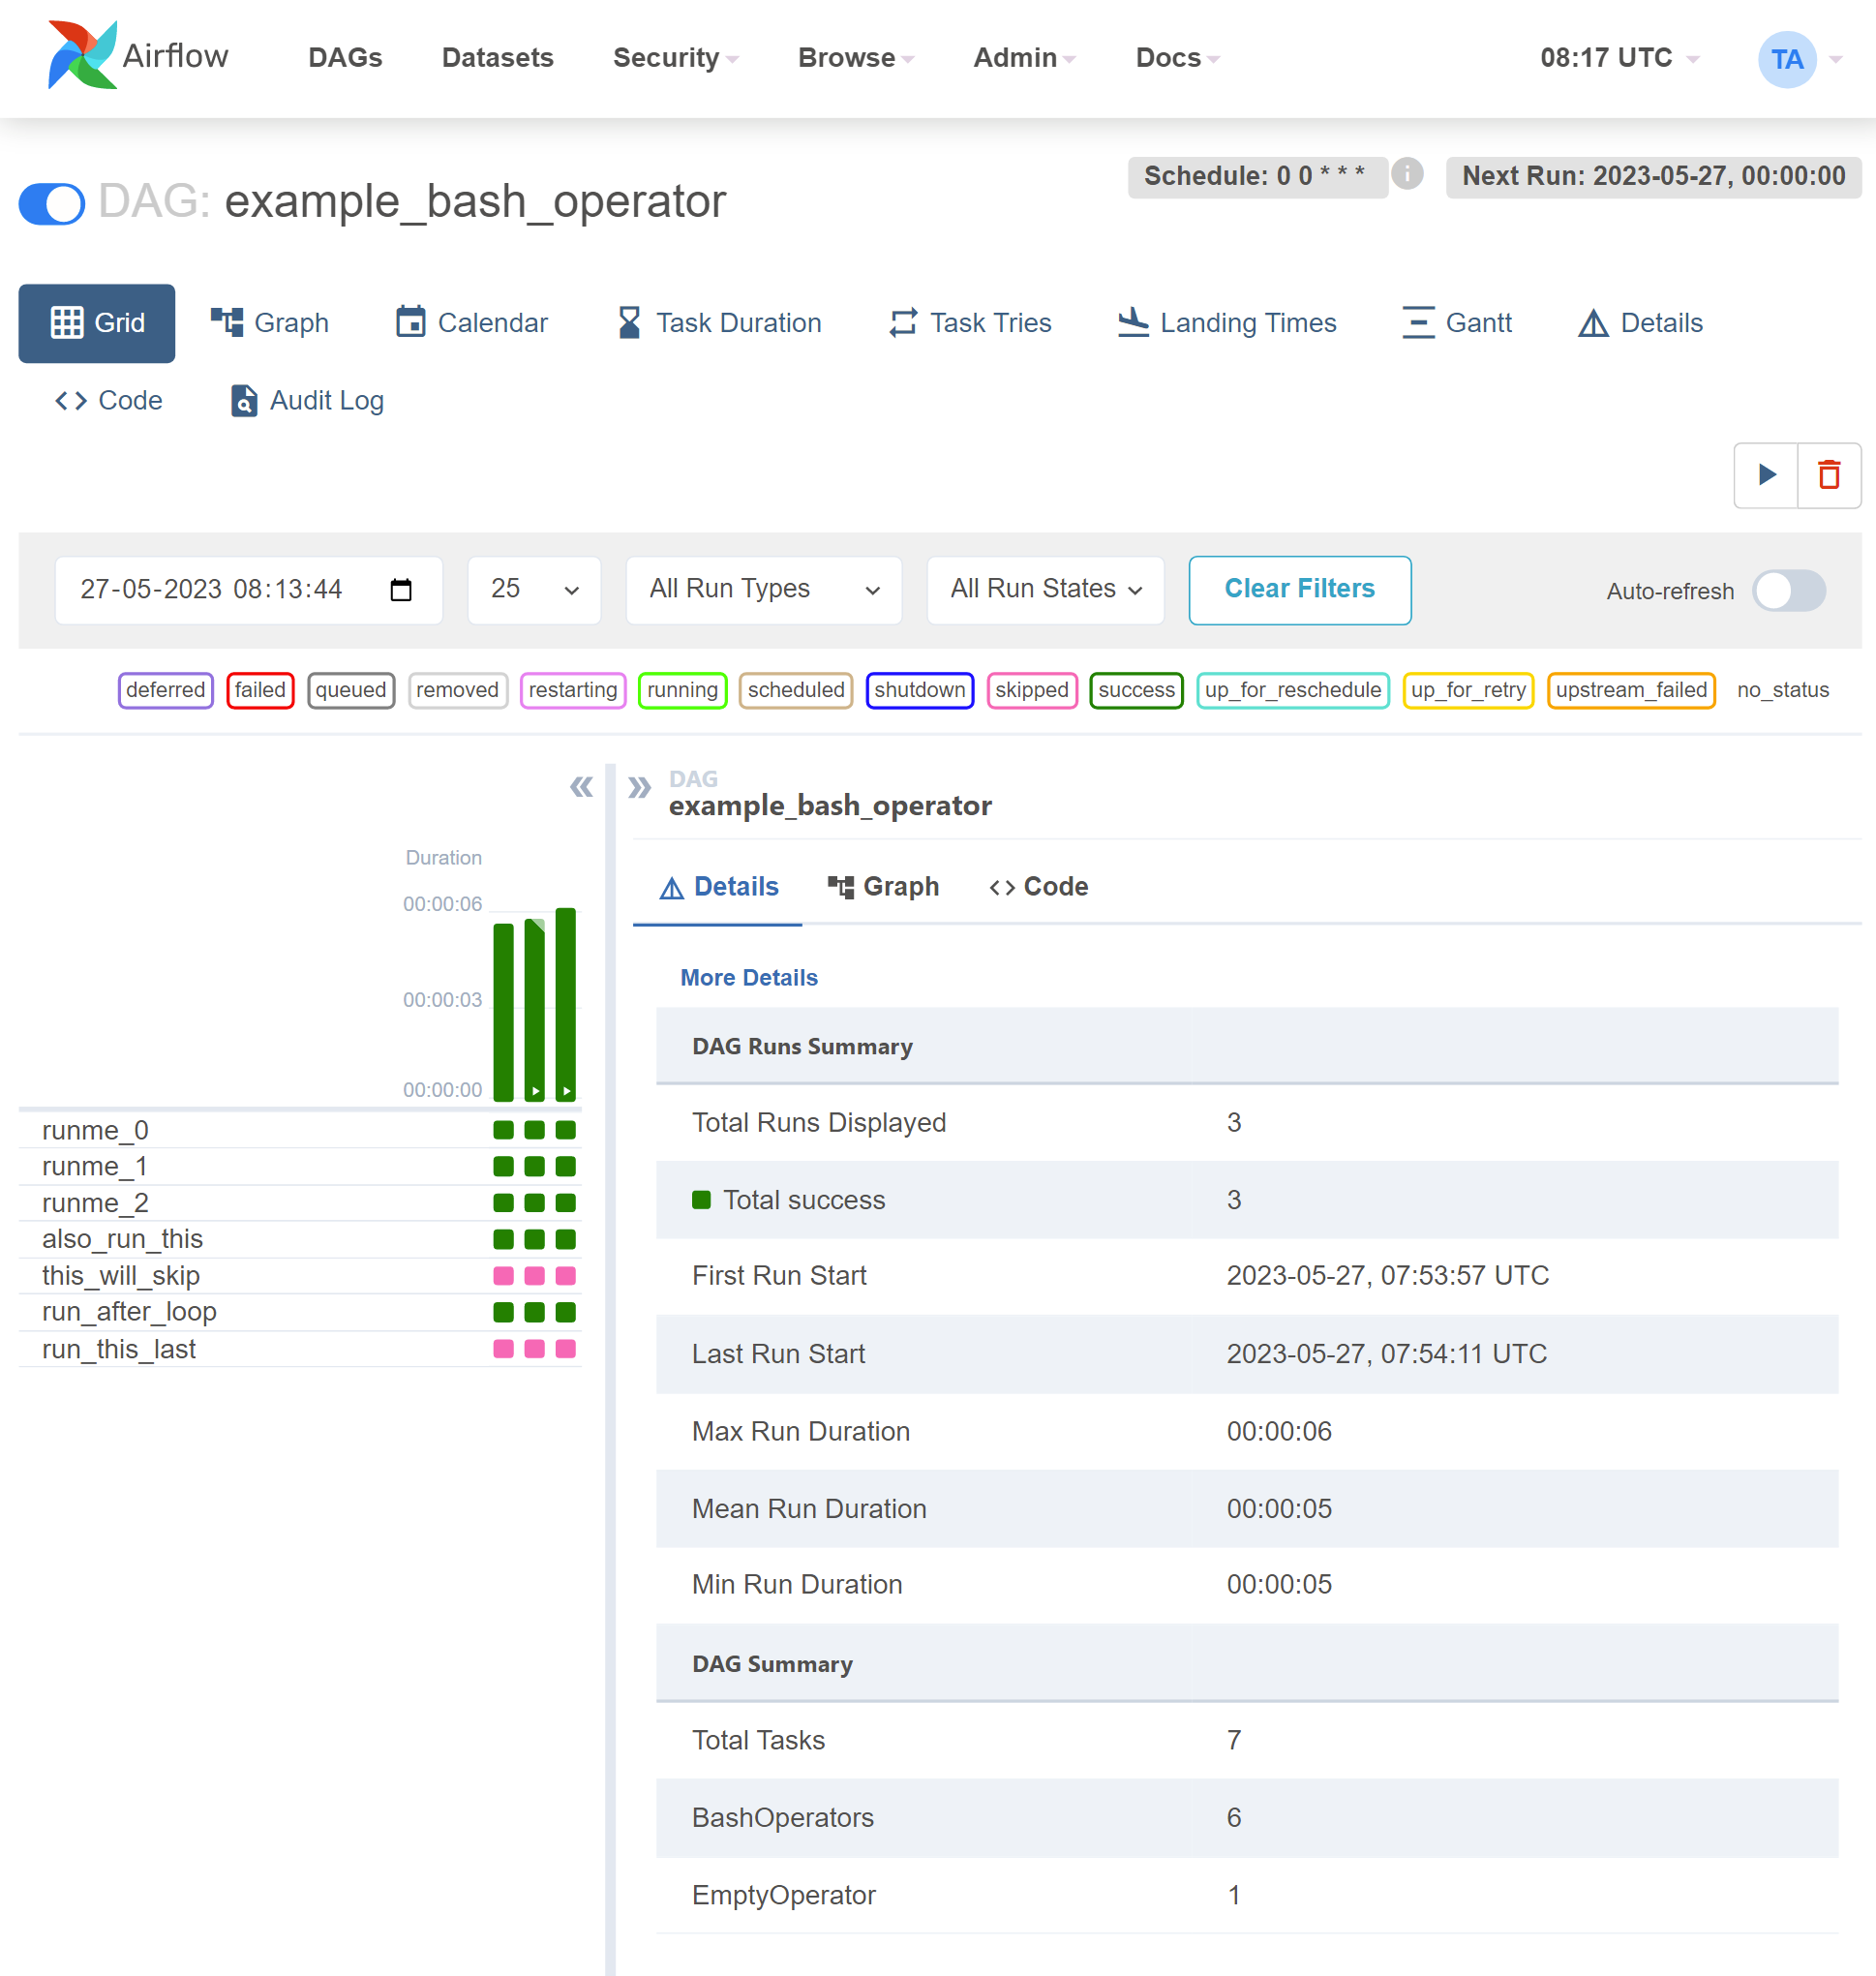 Airflow DAGs Datasets Security Browse Admin Docs 08:17 UTC TA
DAG: example_bash_operator
Schedule: 0 0 * * * i Next Run: 2023-05-27, 00:00:00
Grid Graph Calendar Task Duration Task Tries Landing Times Gantt Details
Code Audit Log
27-05-2023 08:13:44 25 All Run Types All Run States Clear Filters Auto-refresh
deferred failed queued removed restarting running scheduled shutdown skipped success up_for_reschedule up_for_retry upstream_failed no_status
Duration
00:00:06
00:00:03
00:00:00
runme_0
runme_1
runme_2
also_run_this
this_will_skip
run_after_loop
run_this_last
DAG
example_bash_operator
Details Graph Code
More Details
DAG Runs Summary
Total Runs Displayed 3
Total success 3
First Run Start 2023-05-27, 07:53:57 UTC
Last Run Start 2023-05-27, 07:54:11 UTC
Max Run Duration 00:00:06
Mean Run Duration 00:00:05
Min Run Duration 00:00:05
DAG Summary
Total Tasks 7
BashOperators 6
EmptyOperator 1